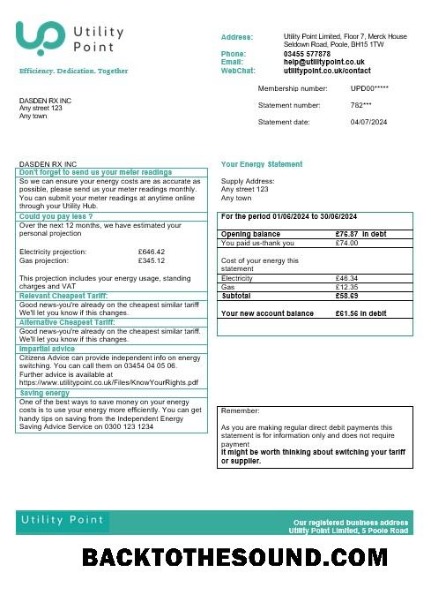 Utility
Point
Efficiency. Dedication. Together
Address: Utility Point Limited, Floor 7, Merck House
Seldown Road, Poole, BH15 1TW
Phone: 03455 577878
Email: help@utilitypoint.co.uk
WebChat: utilitypoint.co.uk/contact
Membership number: UPD00*****
Statement number: 782***
Statement date: 04/07/2024
DASDEN RX INC
Any street 123
Any town
DASDEN RX INC
Don't forget to send us your meter readings
So we can ensure your energy costs are as accurate as
possible, please send us your meter readings monthly.
You can submit your meter readings at anytime online
through your Utility Hub.
Could you pay less ?
Over the next 12 months, we have estimated your
personal projection
Electricity projection: £646.42
Gas projection: £345.12
This projection includes your energy usage, standing
charges and VAT
Relevant Cheapest Tariff:
Good news-you're already on the cheapest similar tariff
We'll let you know if this changes.
Alternative Cheapest Tariff:
Good news-you're already on the cheapest similar tariff
We'll let you know if this changes.
Impartial advice
Citizens Advice can provide independent info on energy
switching. You can call them on 03454 04 05 06.
Further advice is available at
https://www.utilitypoint.co.uk/Files/KnowYourRights.pdf
Saving energy
One of the best ways to save money on your energy
costs is to use your energy more efficiently. You can get
handy tips on saving from the Independent Energy
Saving Advice Service on 0300 123 1234
Your Energy Statement
Supply Address:
Any street 123
Any town
For the period 01/06/2024 to 30/06/2024
Opening balance £76.87 in debt
You paid us-thank you £74.00
Cost of your energy this
statement
Electricity £46.34
Gas £12.35
Subtotal £58.69
Your new account balance £61.56 in debt
Remember:
As you are making regular direct debit payments this
statement is for information only and does not require
payment
It might be worth thinking about switching your tariff
or supplier.
Utility Point
Our registered business address
Utility Point Limited, 5 Poole Road
BACKTOTHESOUND.COM